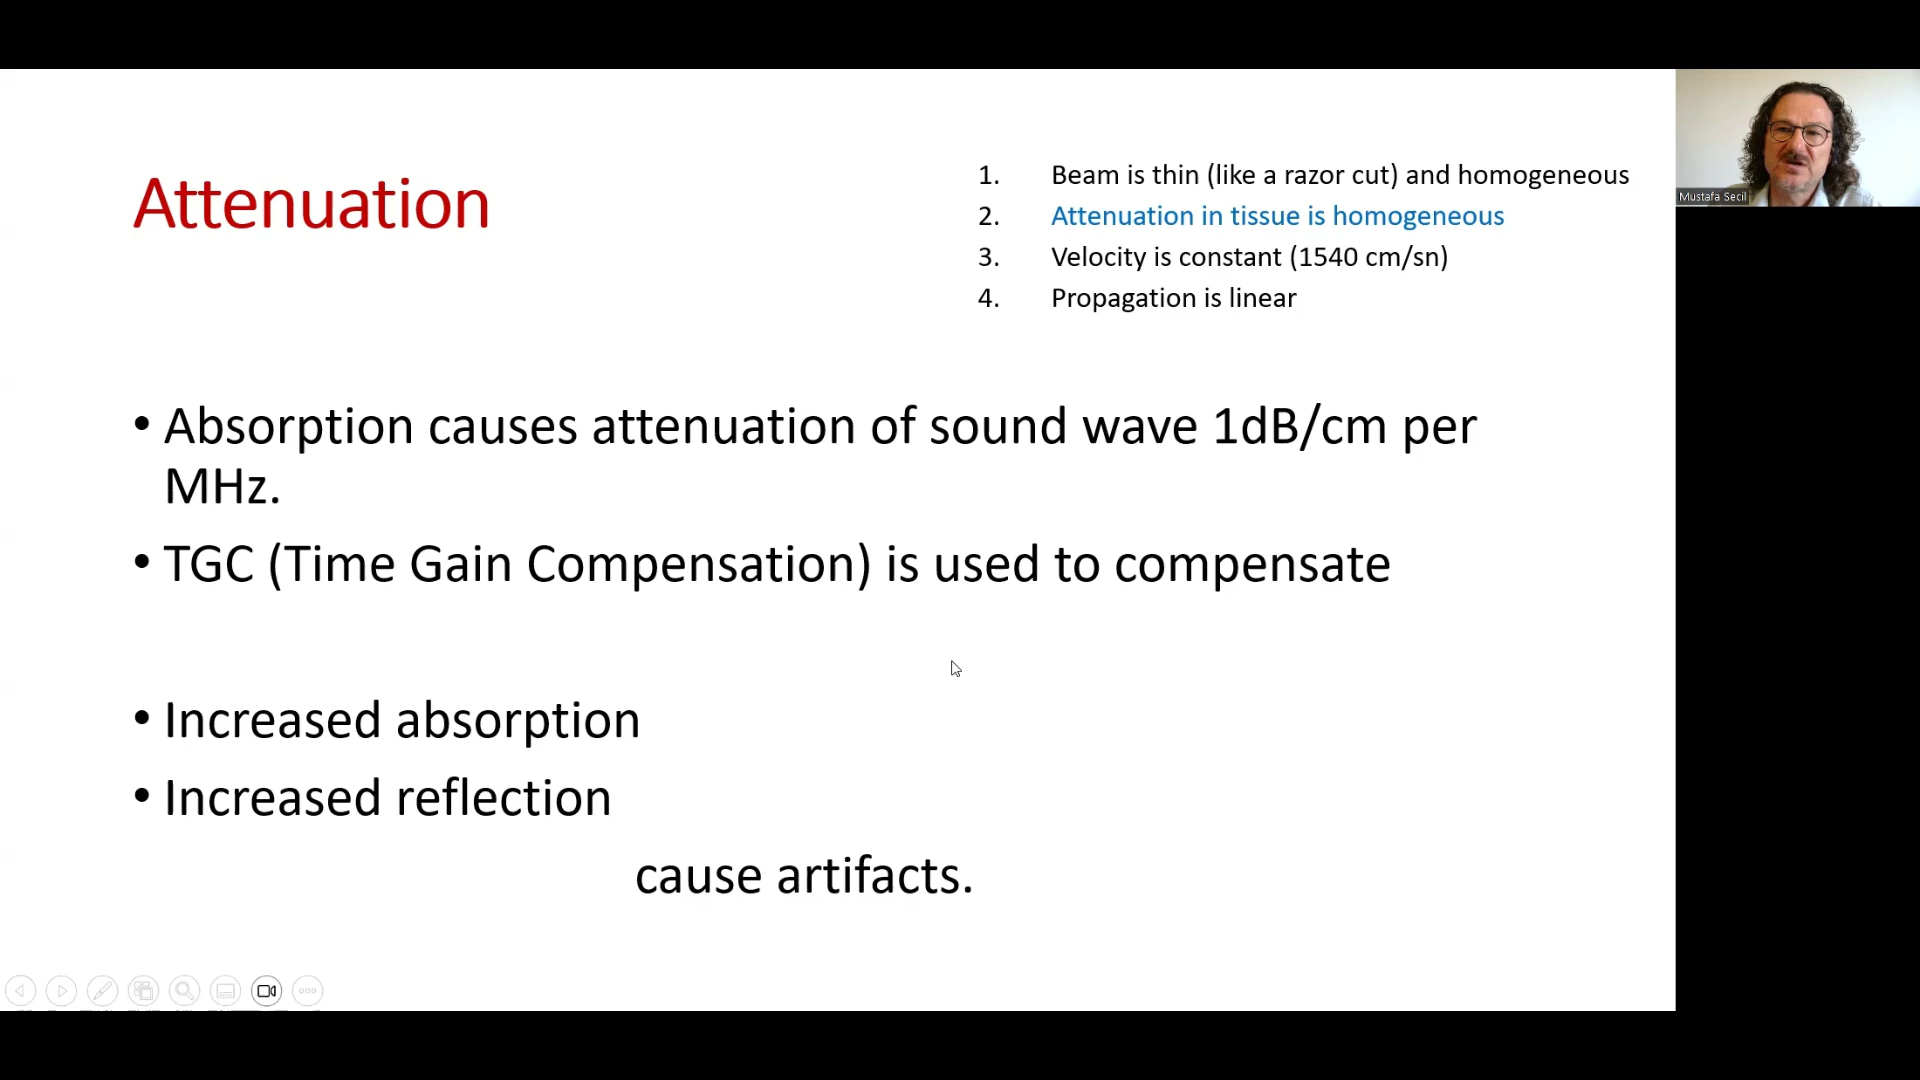 Attenuation
1. Beam is thin (like a razor cut) and homogeneous
2. Attenuation in tissue is homogeneous
3. Velocity is constant (1540 cm/sn)
4. Propagation is linear
• Absorption causes attenuation of sound wave 1dB/cm per
MHz.
• TGC (Time Gain Compensation) is used to compensate
• Increased absorption
• Increased reflection
cause artifacts.
Mustafa Secil